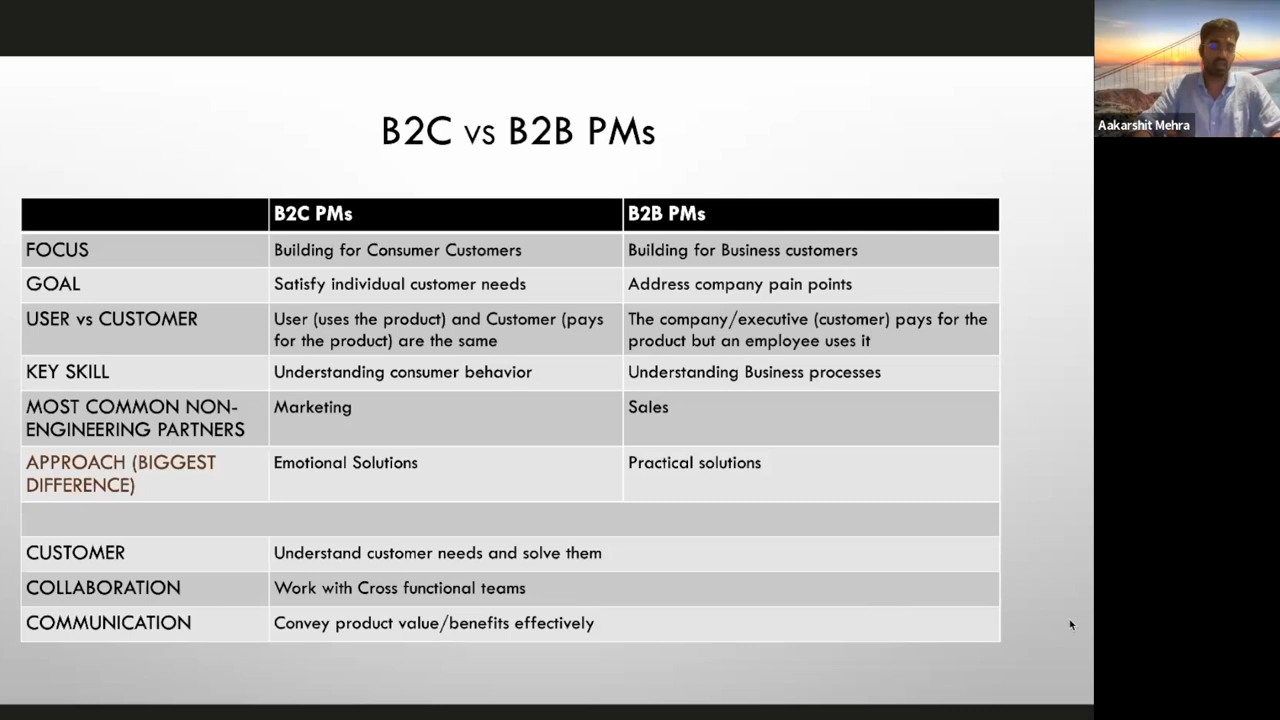 B2C vs B2B PMs
B2C PMs
B2B PMs
FOCUS
Building for Consumer Customers
Building for Business customers
GOAL
Satisfy individual customer needs
Address company pain points
USER vs CUSTOMER
User (uses the product) and Customer (pays
for the product) are the same
The company/executive (customer) pays for the
product but an employee uses it
KEY SKILL
Understanding consumer behavior
Understanding Business processes
MOST COMMON NON-
ENGINEERING PARTNERS
Marketing
Sales
APPROACH (BIGGEST
DIFFERENCE)
Emotional Solutions
Practical solutions
CUSTOMER
Understand customer needs and solve them
COLLABORATION
Work with Cross functional teams
COMMUNICATION
Convey product value/benefits effectively
Aakarshit Mehra